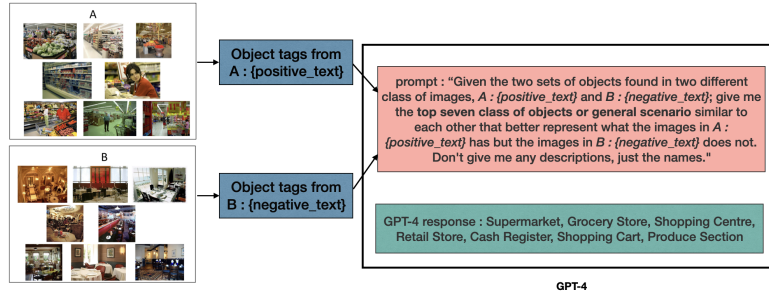 A
Object tags from
A : {positive_text}
prompt : “Given the two sets of objects found in two different
class of images, A : {positive_text} and B : {negative_text}; give me
the top seven class of objects or general scenario similar to
each other that better represent what the images in A :
{positive_text} has but the images in B : {negative_text} does not.
Don't give me any descriptions, just the names."
B
Object tags from
B : {negative_text}
GPT-4 response : Supermarket, Grocery Store, Shopping Centre,
Retail Store, Cash Register, Shopping Cart, Produce Section
GPT-4